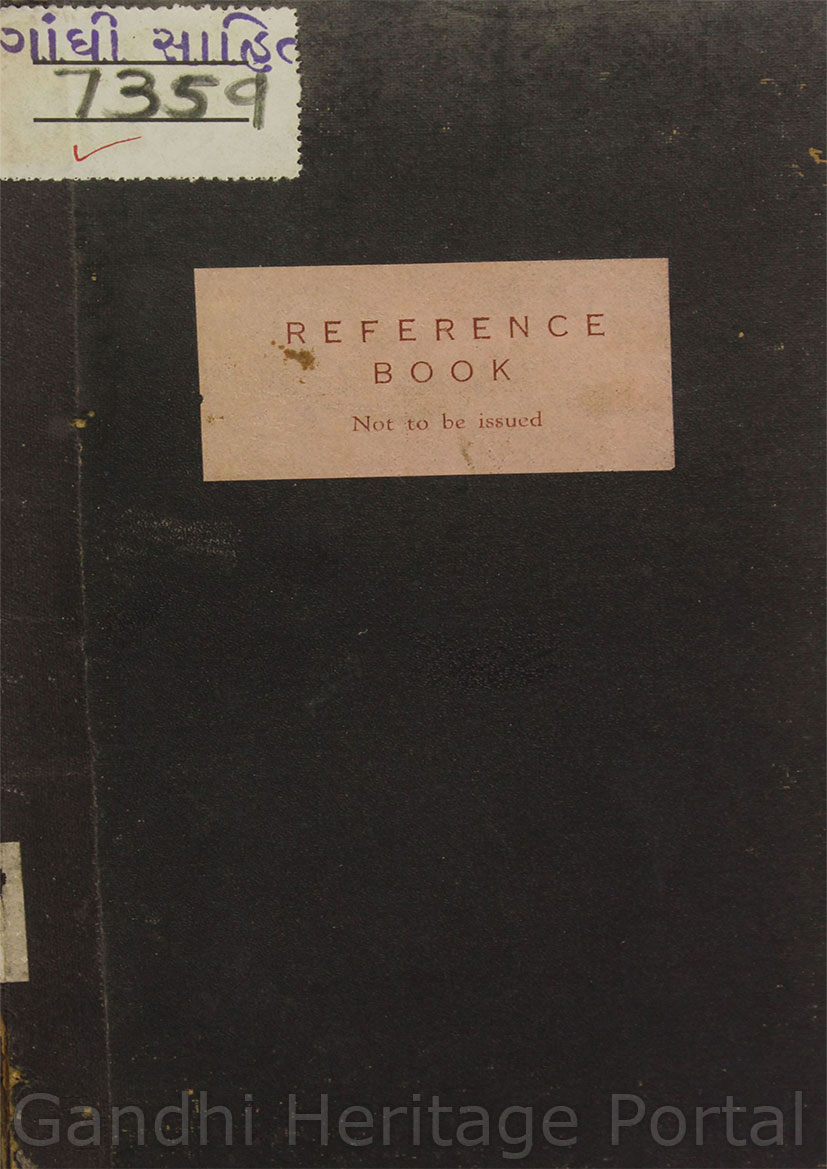 ગાંધી સાહિત
7359
REFERENCE
BOOK
Not to be issued
Gandhi Heritage Portal